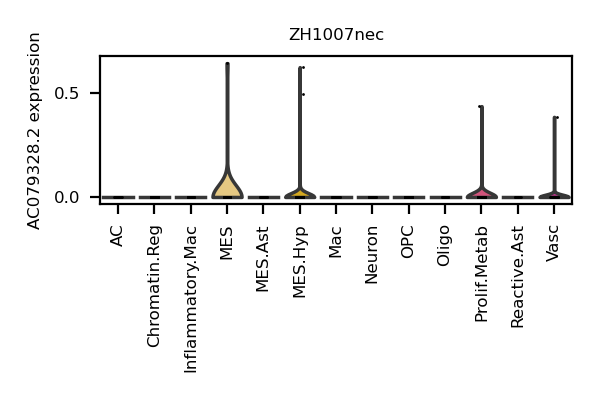 ZH1007nec
AC079328.2 expression
0.5
0.0
AC
Chromatin.Reg
Inflammatory.Mac
MES
MES.Ast
MES.Hyp
Mac
Neuron
OPC
Oligo
Prolif.Metab
Reactive.Ast
Vasc